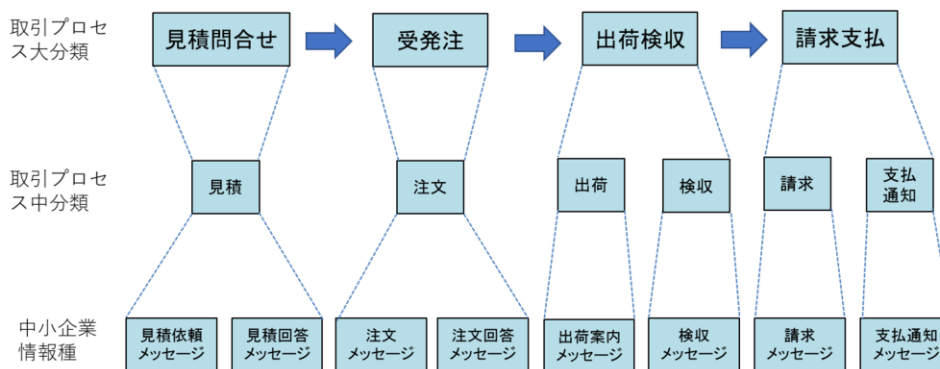 取引プロセ
ス大分類
見積問合せ
受発注
出荷検収
請求支払
取引プロセ
ス中分類
見積
注文
出荷
検収
請求
支払
通知
中小企業
情報種
見積依頼
メッセージ
見積回答
メッセージ
注文
メッセージ
注文回答
メッセージ
出荷案内
メッセージ
検収
メッセージ
請求
メッセージ
支払通知
メッセージ